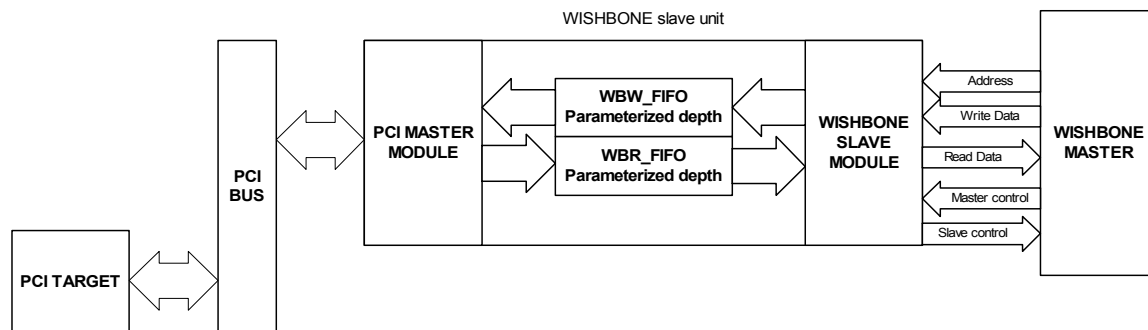 WISHBONE slave unit
PCI TARGET
PCI
BUS
PCI MASTER
MODULE
WBW_FIFO
Parameterized depth
WBR_FIFO
Parameterized depth
WISHBONE
SLAVE
MODULE
Address
Write Data
Read Data
Master control
Slave control
WISHBONE
MASTER